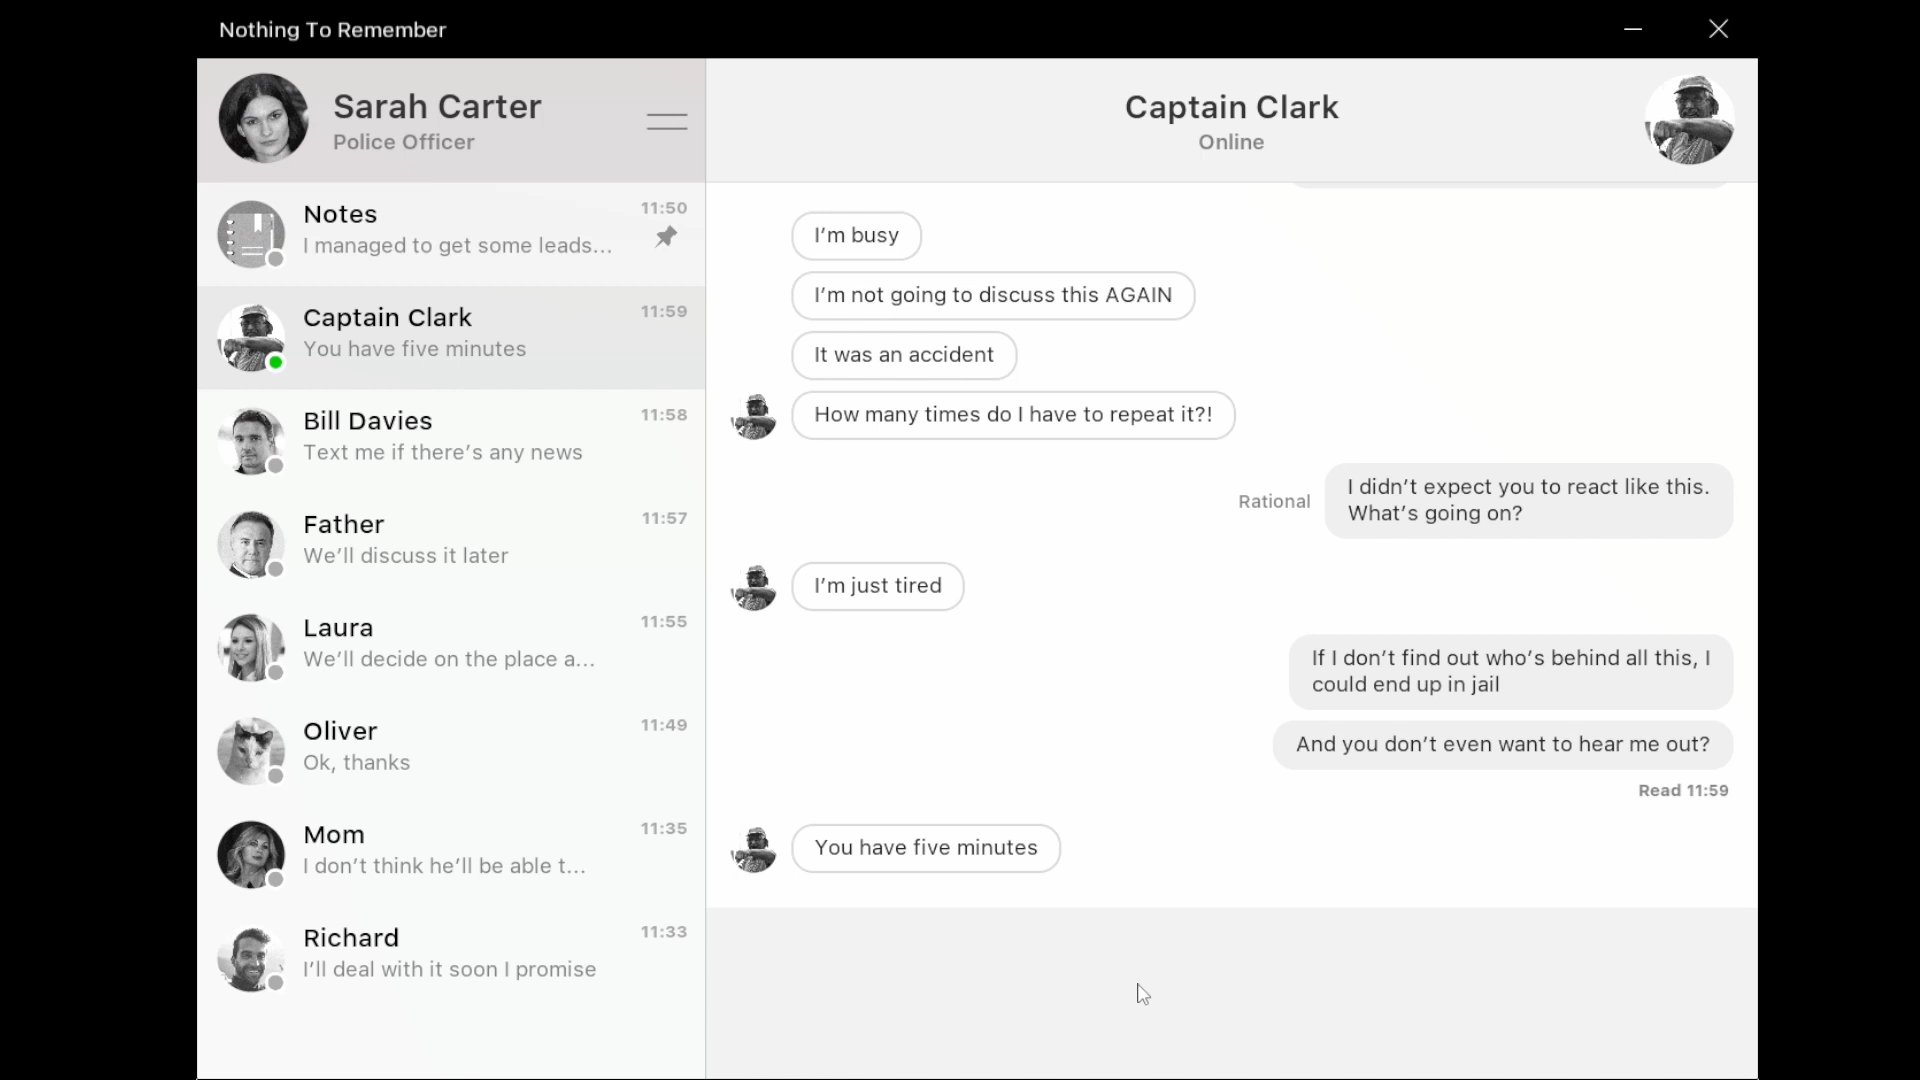 Nothing To Remember
Sarah Carter
Police Officer
Notes
11:50
I managed to get some leads...
Captain Clark
11:59
You have five minutes
Bill Davies
11:58
Text me if there’s any news
Father
11:57
We’ll discuss it later
Laura
11:55
We’ll decide on the place a...
Oliver
11:49
Ok, thanks
Mom
11:35
I don’t think he’ll be able t...
Richard
11:33
I’ll deal with it soon I promise
Captain Clark
Online
I’m busy
I’m not going to discuss this AGAIN
It was an accident
How many times do I have to repeat it?!
Rational
I didn’t expect you to react like this.
What’s going on?
I’m just tired
If I don’t find out who’s behind all this, I
could end up in jail
And you don’t even want to hear me out?
Read 11:59
You have five minutes